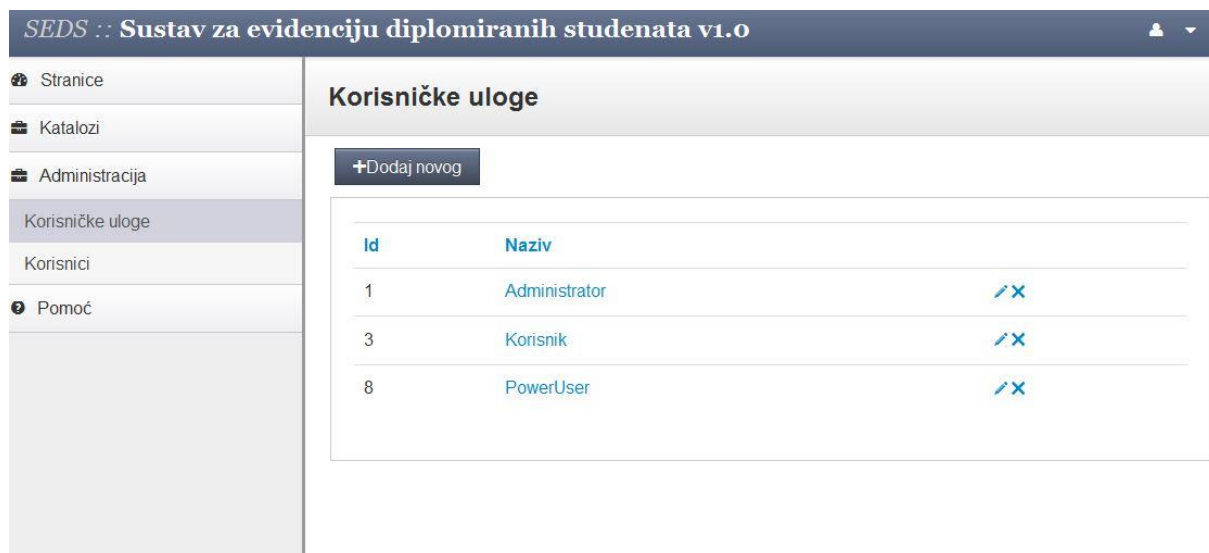 SEDS :: Sustav za evidenciju diplomiranih studenata v1.0
Stranice
Katalozi
Administracija
Korisničke uloge
Korisnici
Pomoć
Korisničke uloge
+Dodaj novog
Id Naziv
1 Administrator
3 Korisnik
8 PowerUser